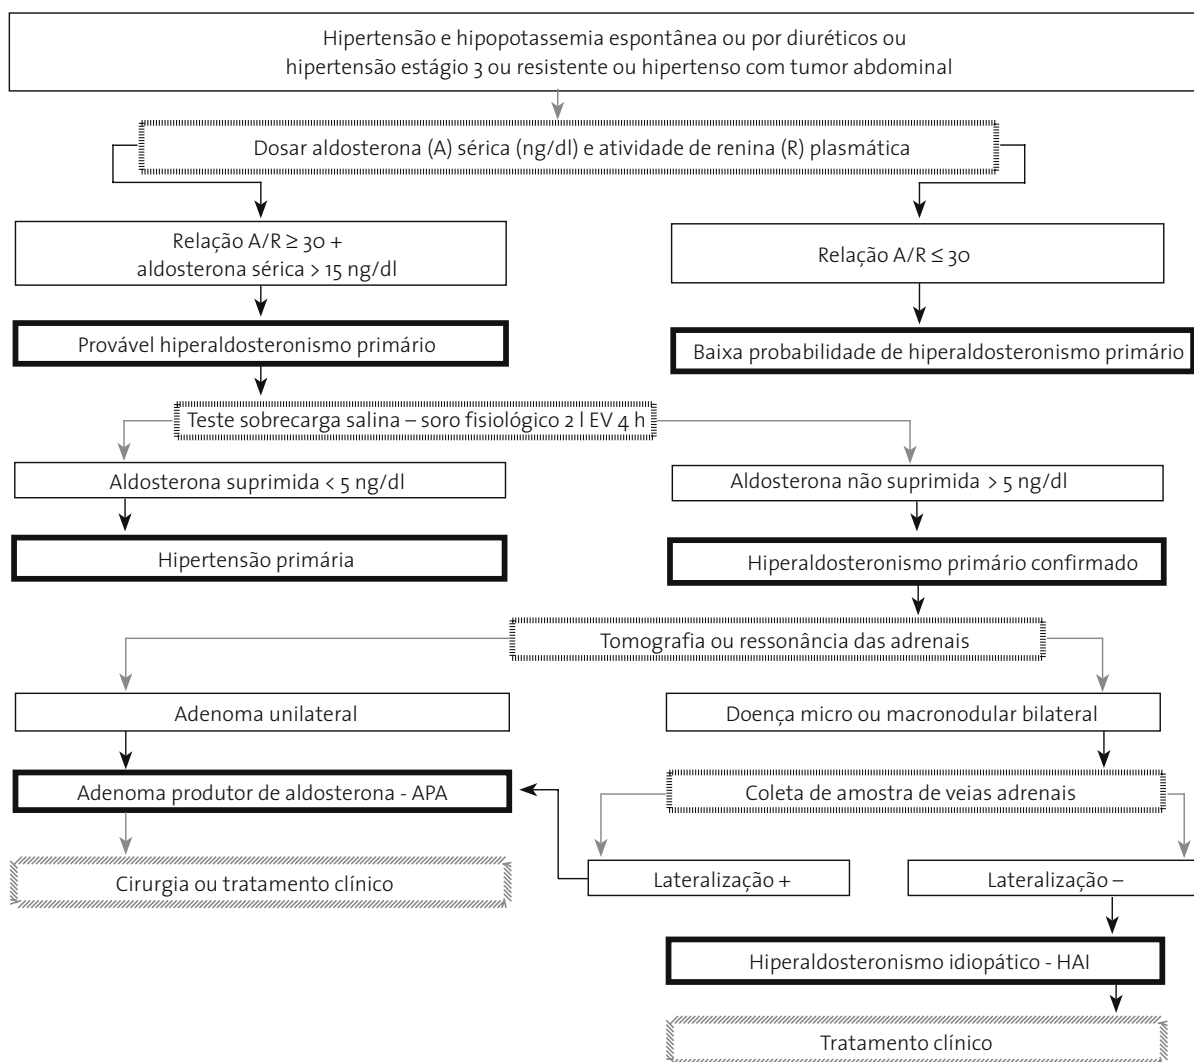 Hipertensão e hipopotassemia espontânea ou por diuréticos ou
hipertensão estágio 3 ou resistente ou hipertenso com tumor abdominal
Dosar aldosterona (A) sérica (ng/dl) e atividade de renina (R) plasmática
Relação A/R ≥ 30 +
aldosterona sérica > 15 ng/dl
Relação A/R ≤ 30
Provável hiperaldosteronismo primário
Baixa probabilidade de hiperaldosteronismo primário
Teste sobrecarga salina – soro fisiológico 2 l EV 4 h
Aldosterona suprimida < 5 ng/dl
Aldosterona não suprimida > 5 ng/dl
Hipertensão primária
Hiperaldosteronismo primário confirmado
Tomografia ou ressonância das adrenais
Adenoma unilateral
Doença micro ou macronodular bilateral
Adenoma produtor de aldosterona - APA
Coleta de amostra de veias adrenais
Cirurgia ou tratamento clínico
Lateralização +
Lateralização –
Hiperaldosteronismo idiopático - HAI
Tratamento clínico